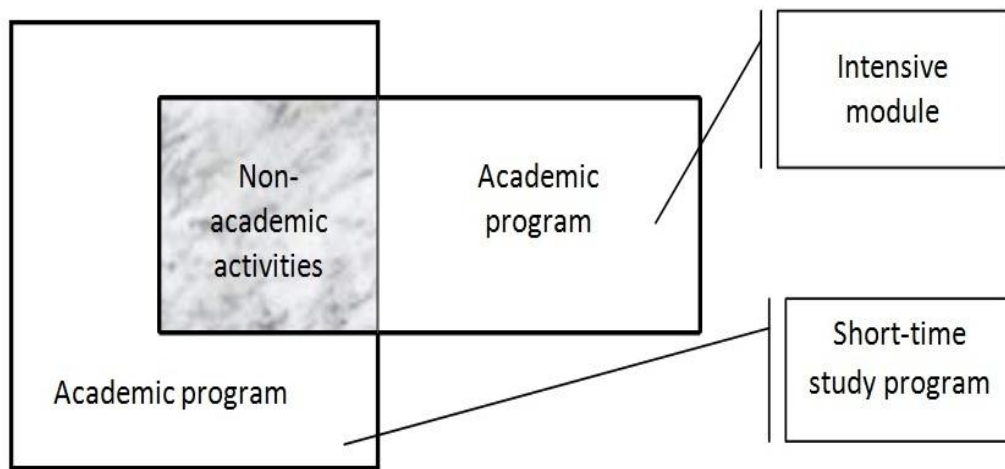 Intensive
module
Non-
academic
activities
Academic
program
Short-time
study program
Academic program